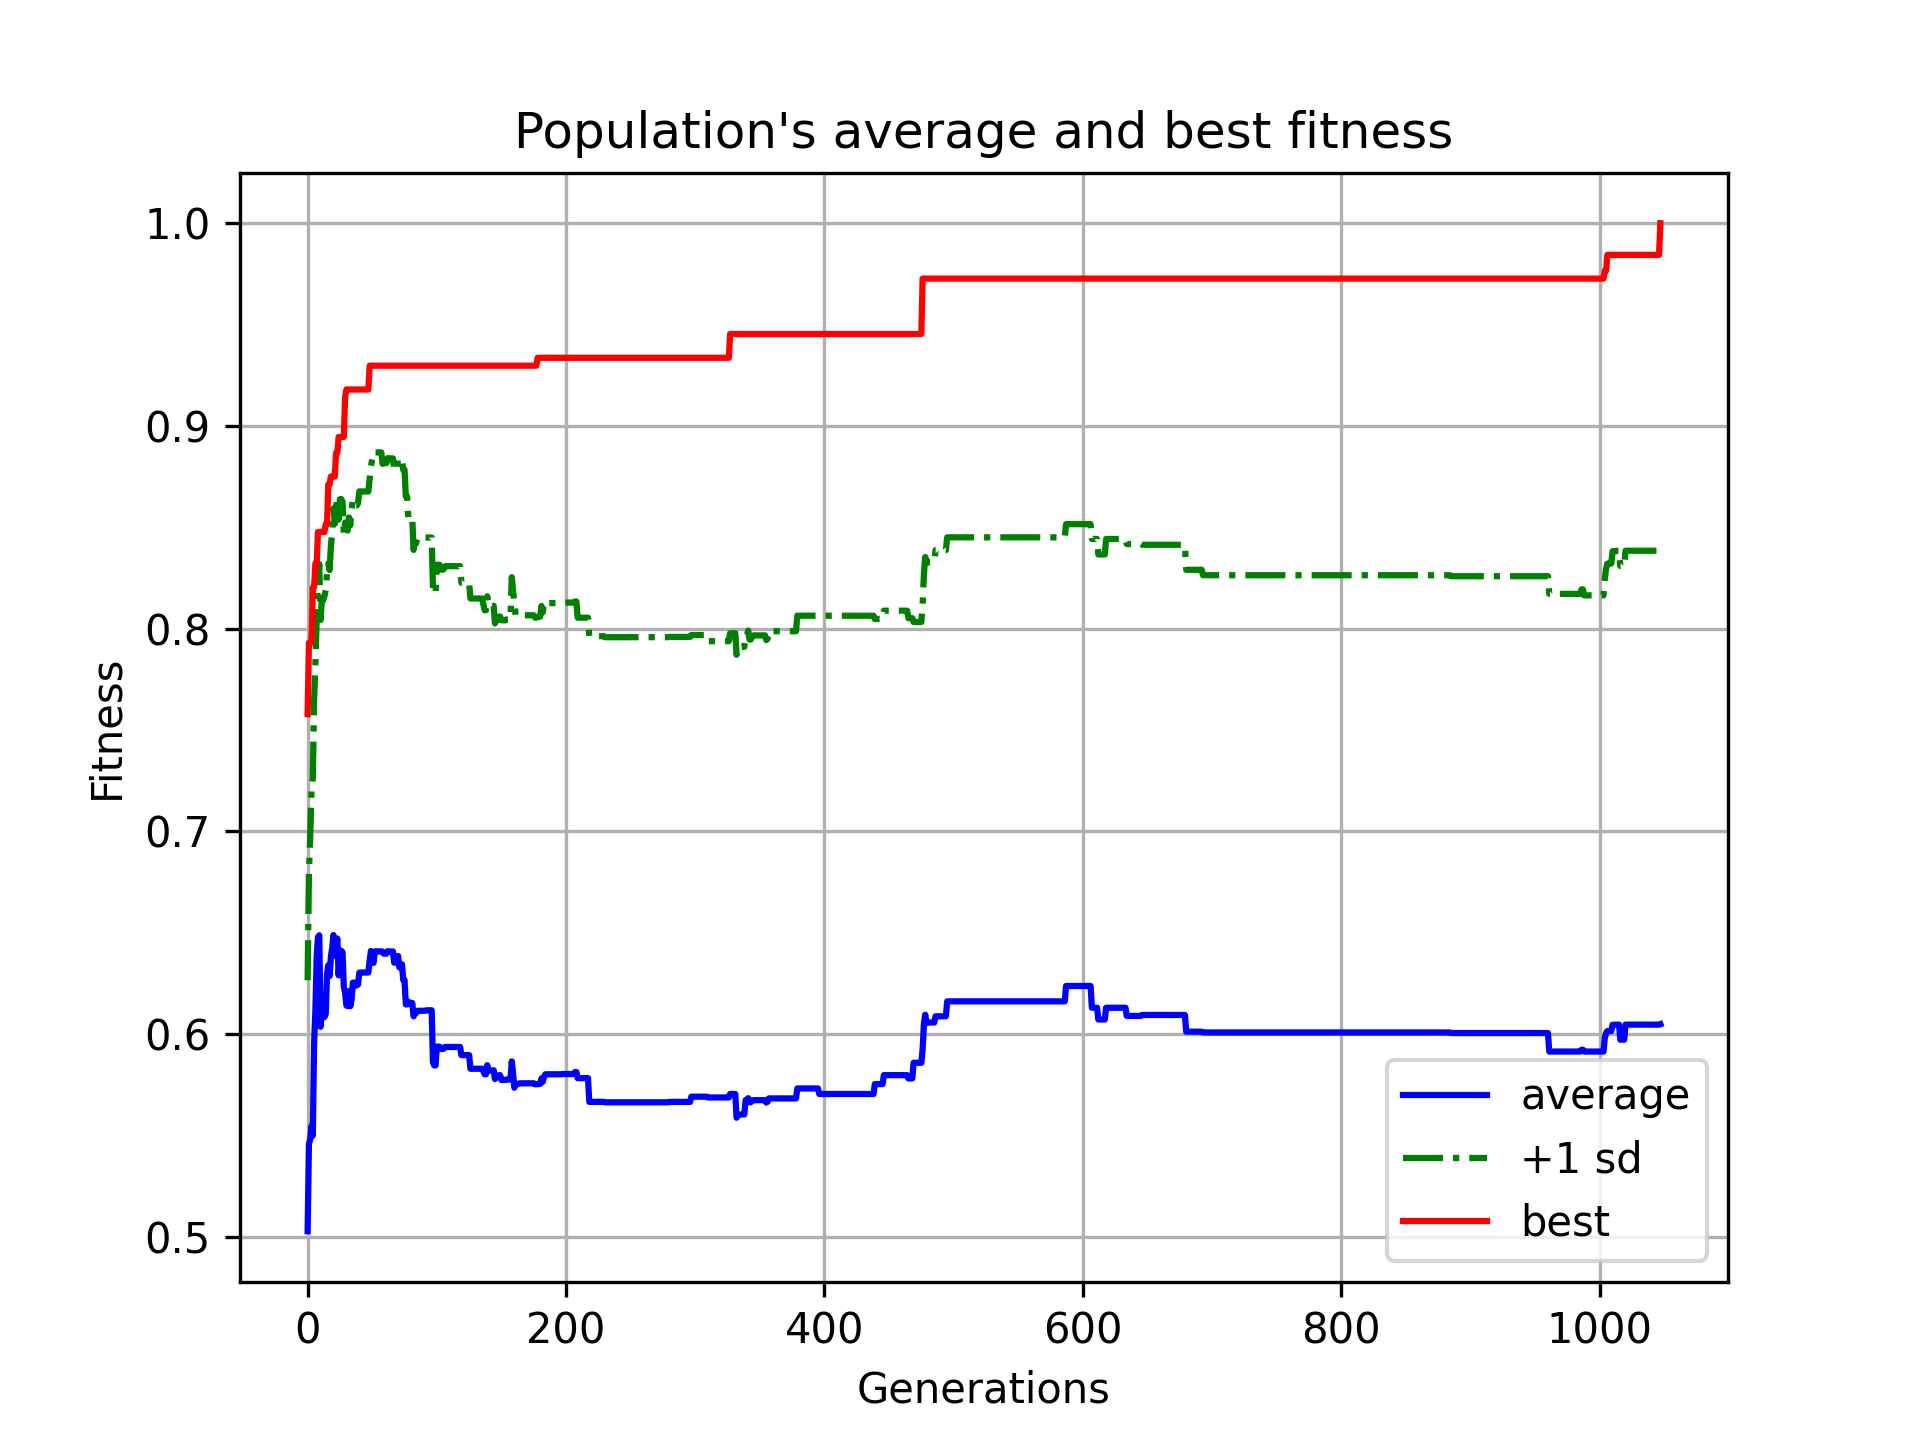 Population's average and best fitness
1.0
0.9
0.8
0.7
0.6
0.5
Fitness
0 200 400 600 800 1000
Generations
average
+1 sd
best